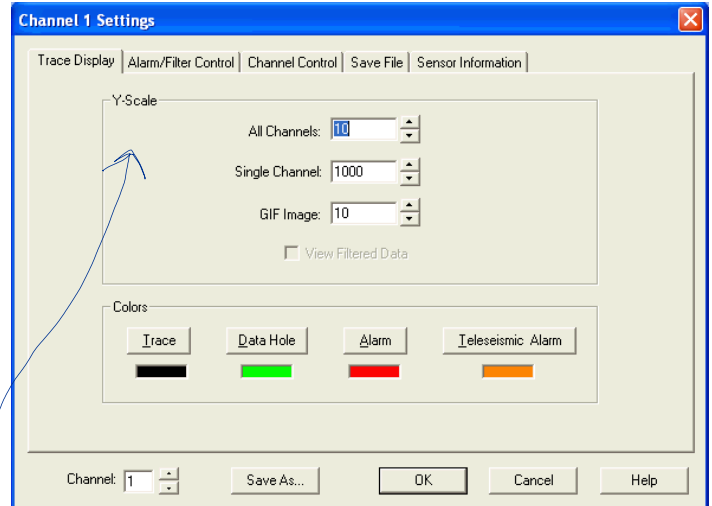 Channel 1 Settings
Trace Display Alarm/Filter Control Channel Control Save File Sensor Information
Y-Scale
All Channels: 10
Single Channel: 1000
GIF Image: 10
View Filtered Data
Colors
Trace Data Hole Alarm Teleseismic Alarm
Channel: 1 Save As... OK Cancel Help